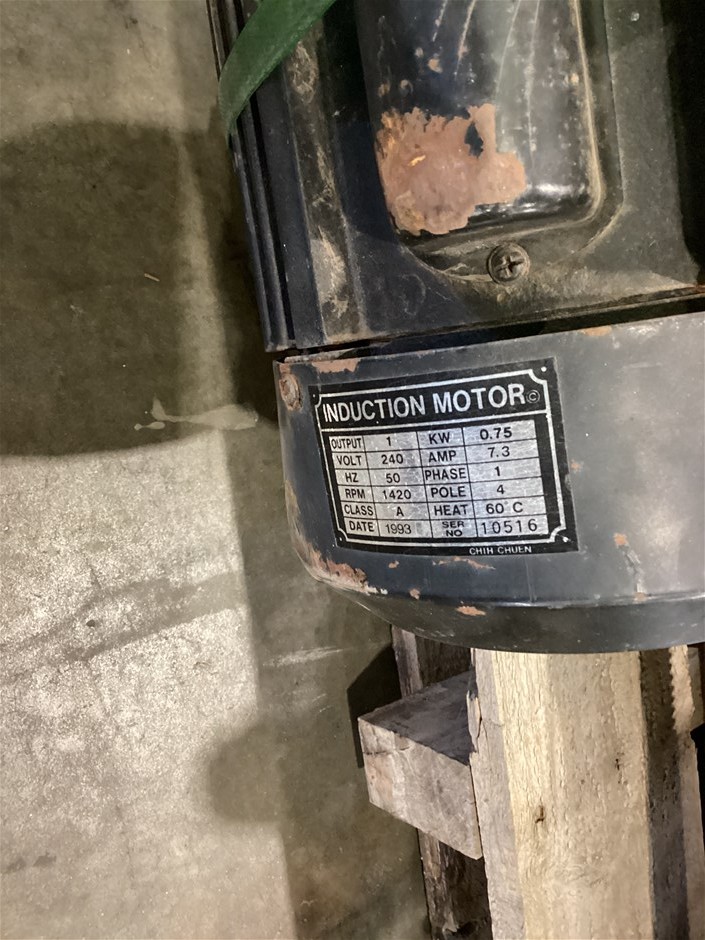 INDUCTION MOTOR©
OUTPUT 1 KW 0.75
VOLT 240 AMP 7.3
HZ 50 PHASE 1
RPM 1420 POLE 4
CLASS A HEAT 60°C
DATE 1993 SER NO 10516
CHIH CHUEN